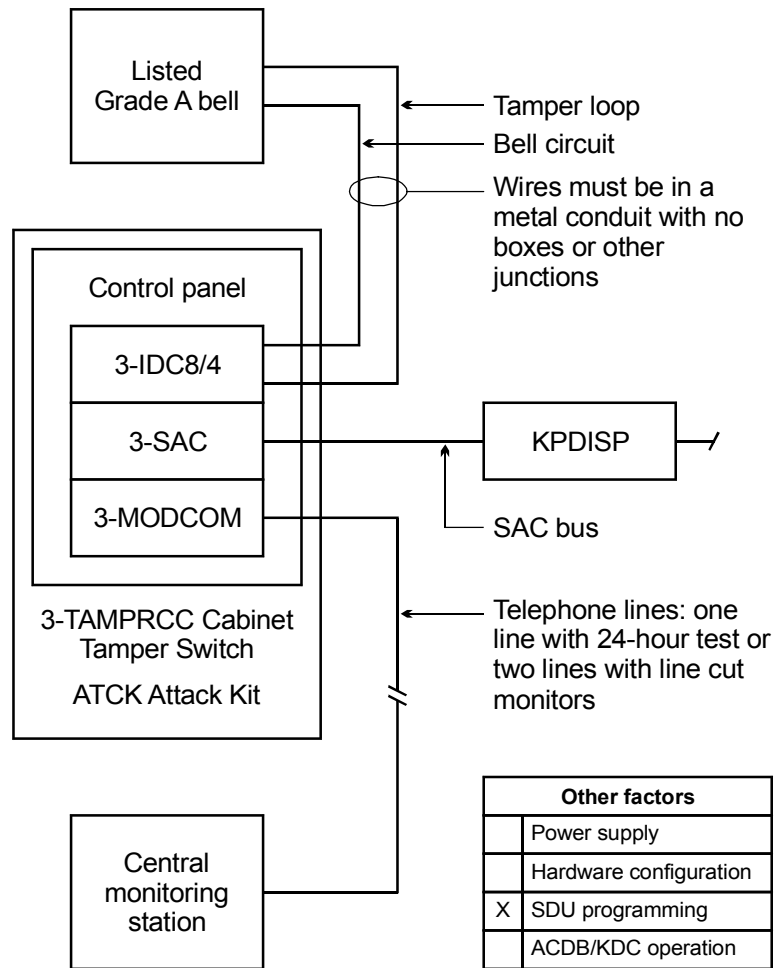 Listed
Grade A bell
Tamper loop
Bell circuit
Wires must be in a
metal conduit with no
boxes or other
junctions
Control panel
3-IDC8/4
3-SAC
3-MODCOM
KPDISP
SAC bus
3-TAMPRCC Cabinet
Tamper Switch
ATCK Attack Kit
Telephone lines: one
line with 24-hour test or
two lines with line cut
monitors
Central
monitoring
station
Other factors
Power supply
Hardware configuration
X SDU programming
ACDB/KDC operation